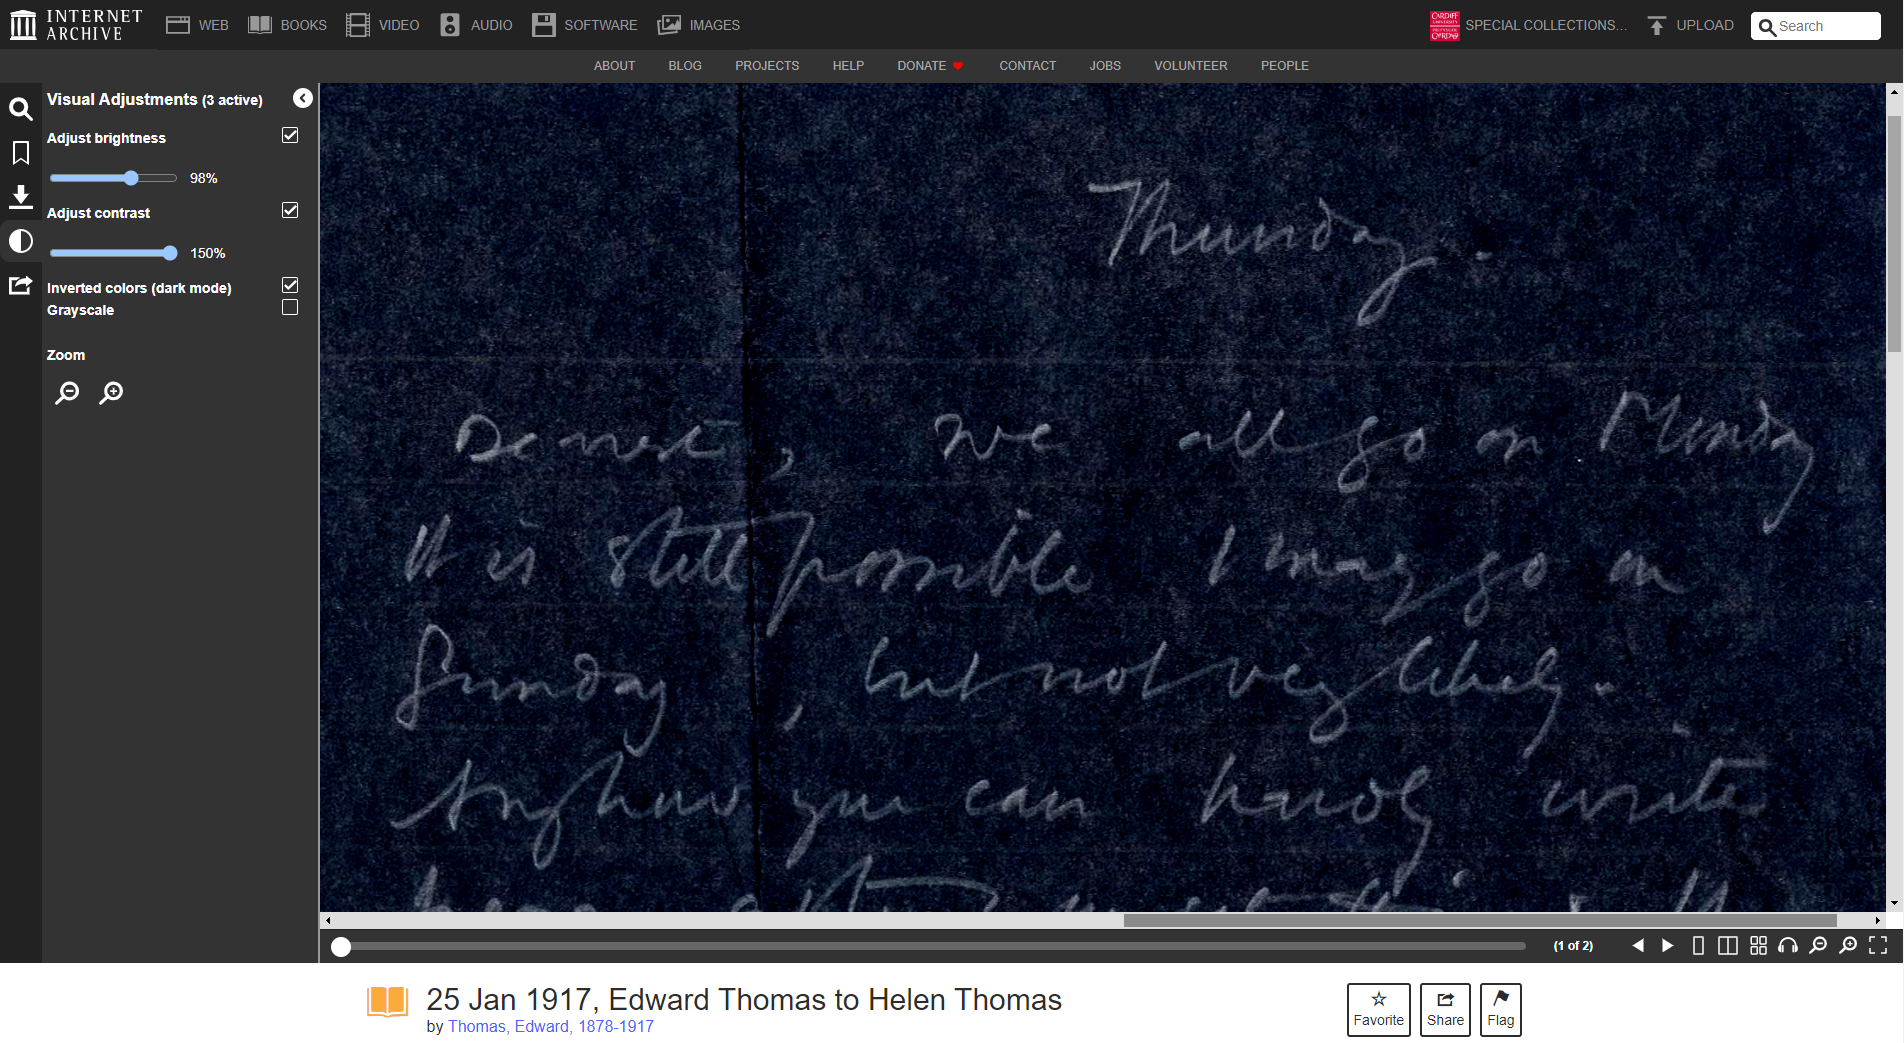 INTERNET ARCHIVE
WEB
BOOKS
VIDEO
AUDIO
SOFTWARE
IMAGES
CARDIFF UNIVERSITY PRIFYSGOL CAERDYDD
SPECIAL COLLECTIONS...
UPLOAD
Search
ABOUT
BLOG
PROJECTS
HELP
DONATE
CONTACT
JOBS
VOLUNTEER
PEOPLE
Visual Adjustments (3 active)
Adjust brightness
98%
Adjust contrast
150%
Inverted colors (dark mode)
Grayscale
Zoom
Thursday.
Dearest, We all go on Monday
It is still possible I may go on
Sunday, but not very likely.
Anyhow you can hardly write
(1 of 2)
25 Jan 1917, Edward Thomas to Helen Thomas
by Thomas, Edward, 1878-1917
Favorite
Share
Flag